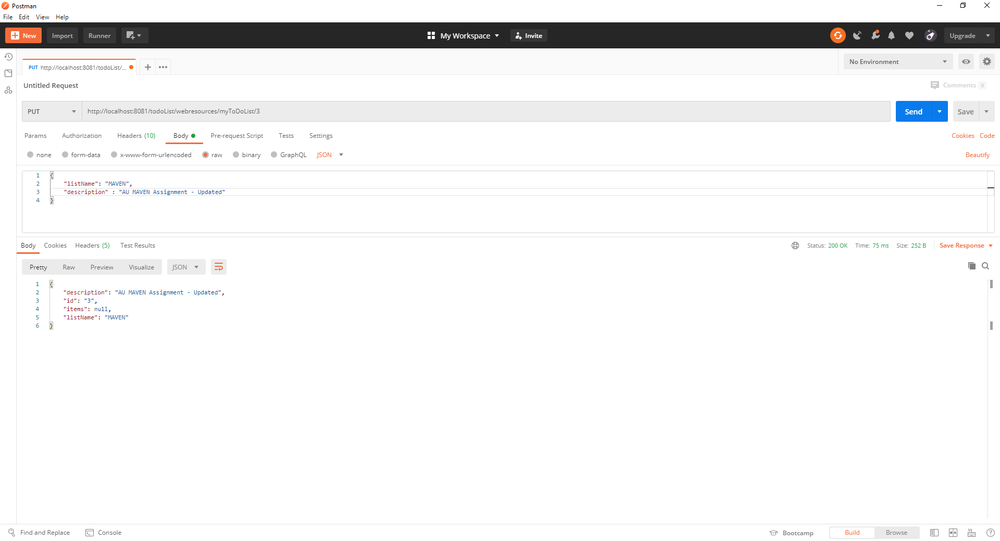 Postman
File Edit View Help
New Import Runner My Workspace Invite Upgrade
PUT http://localhost:8081/todoList/... No Environment
Untitled Request Comments 0
PUT http://localhost:8081/todoList/webresources/myToDoList/3 Send Save
Params Authorization Headers (10) Body Pre-request Script Tests Settings Cookies Code
none form-data x-www-form-urlencoded raw binary GraphQL JSON Beautify
1 {
2 "listName": "MAVEN",
3 "description" : "AU MAVEN Assignment - Updated"
4 }
Body Cookies Headers (5) Test Results Status: 200 OK Time: 75 ms Size: 252 B Save Response
Pretty Raw Preview Visualize JSON
1 {
2 "description": "AU MAVEN Assignment - Updated",
3 "id": "3",
4 "items": null,
5 "listName": "MAVEN"
6 }
Find and Replace Console Bootcamp Build Browse